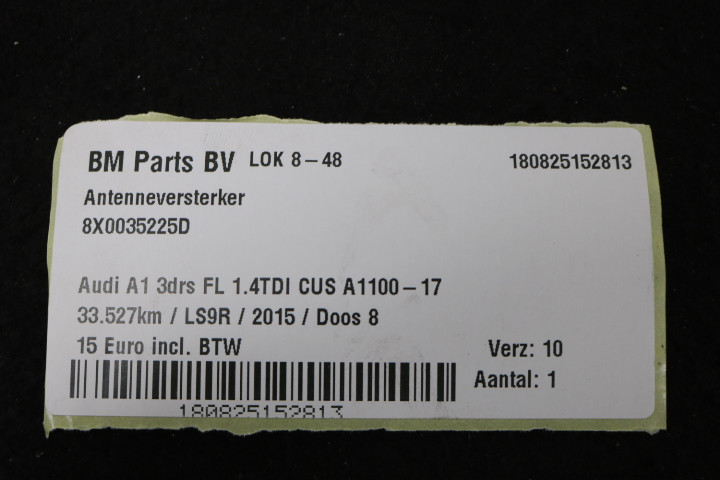 BM Parts BV LOK 8-48 180825152813
Antenneversterker
8X0035225D
Audi A1 3drs FL 1.4TDI CUS A1100-17
33.527km / LS9R / 2015 / Doos 8
15 Euro incl. BTW Verz: 10
Aantal: 1
180825152813